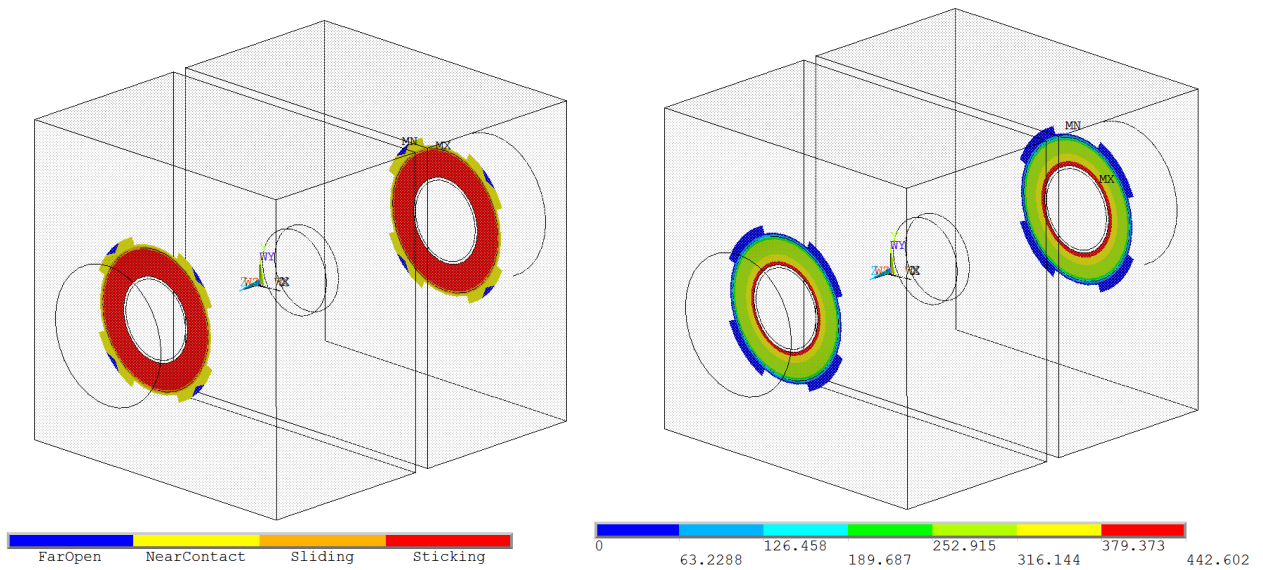 MN
MX
Y
WY
MN
MX
Y
WY
FarOpen NearContact Sliding Sticking
0 126.458 252.915 379.373
63.2288 189.687 316.144 442.602